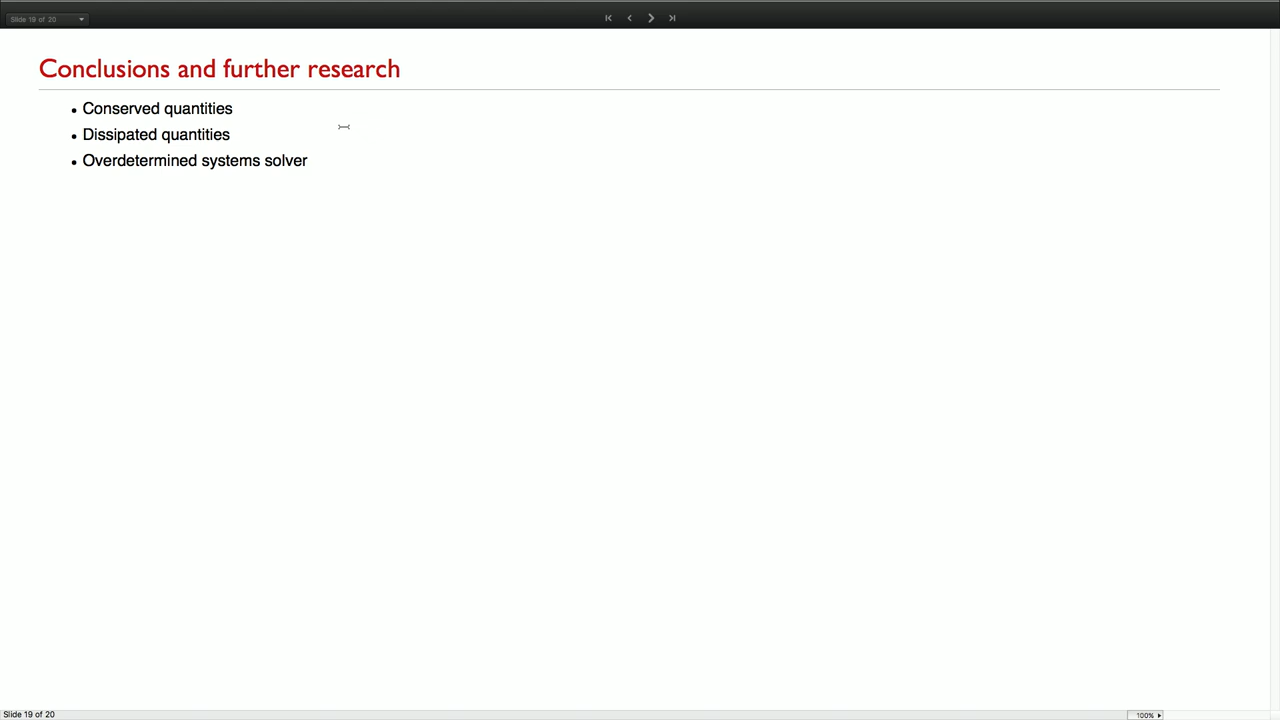 Slide 19 of 20
Conclusions and further research
• Conserved quantities
• Dissipated quantities
• Overdetermined systems solver
Slide 19 of 20
100%